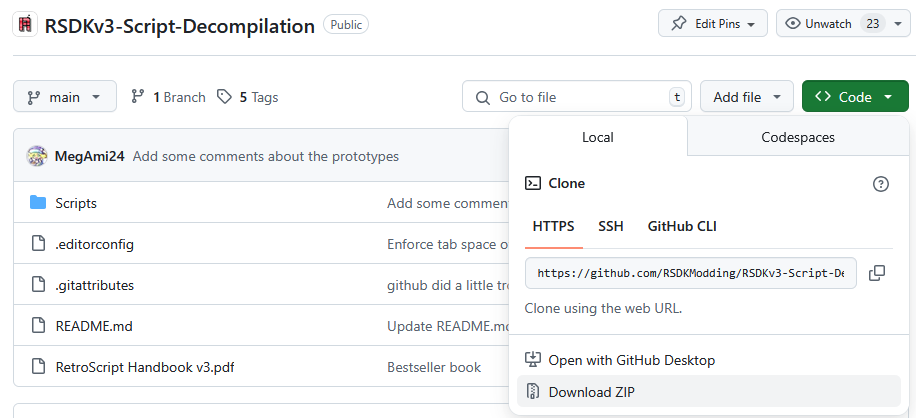 RSDKv3-Script-Decompilation Public Edit Pins Unwatch 23
main 1 Branch 5 Tags Go to file t Add file Code
Local Codespaces
MegAmi24 Add some comments about the prototypes
Clone
Scripts Add some commen
HTTPS SSH GitHub CLI
.editorconfig Enforce tab space o
https://github.com/RSDKModding/RSDKv3-Script-De
.gitattributes github did a little tr
Clone using the web URL.
README.md Update README.m
Open with GitHub Desktop
RetroScript Handbook v3.pdf Bestseller book
Download ZIP